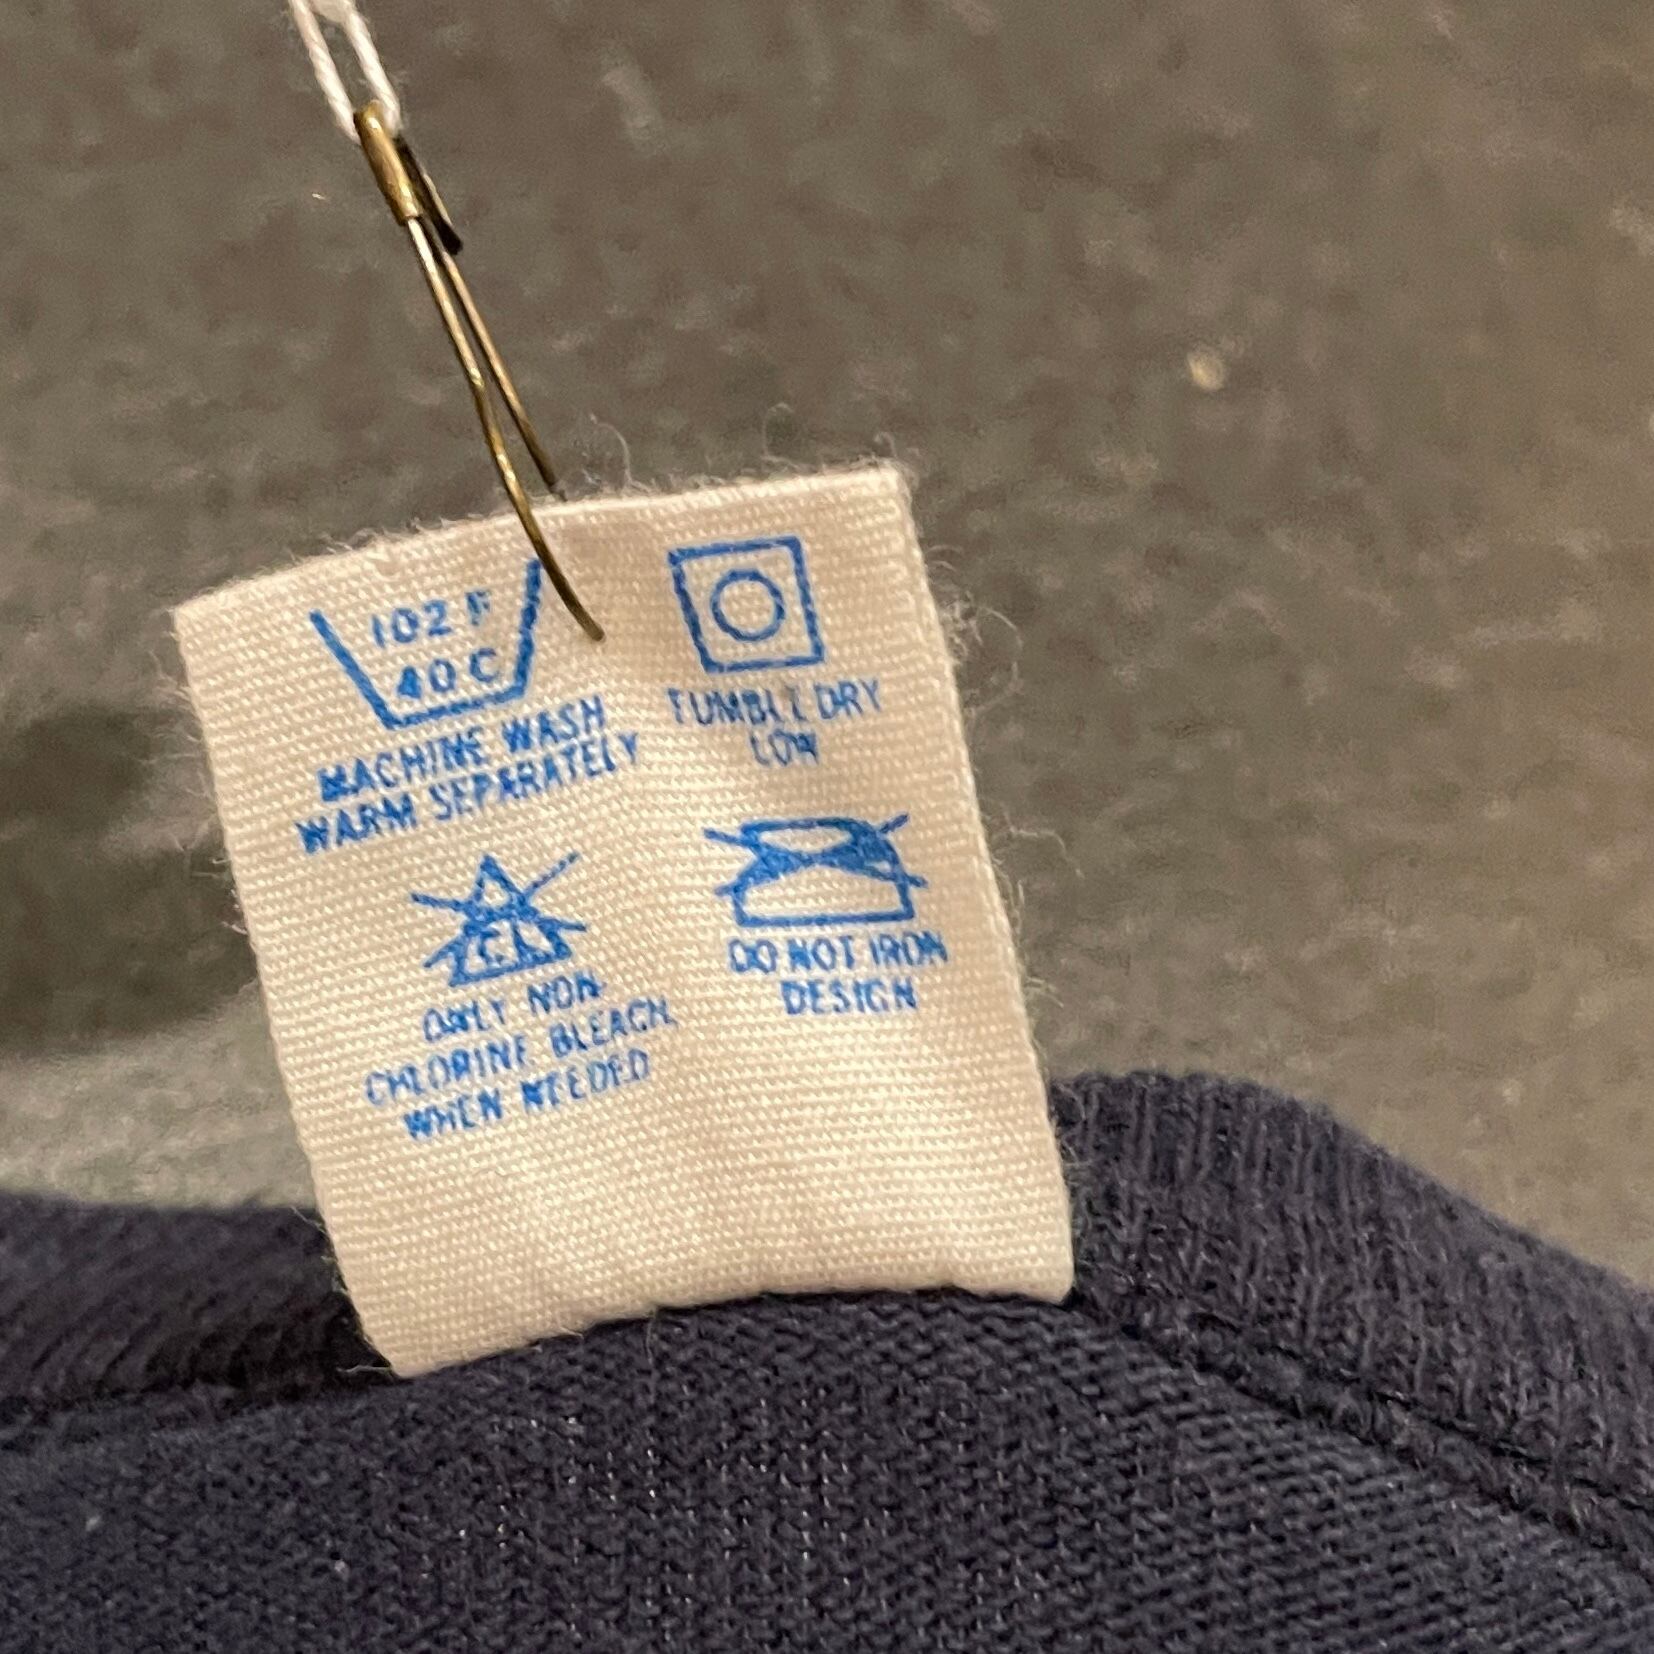 102 F
40 C
MACHINE WASH
WARM SEPARATELY
TUMBLE DRY
LOW
CL
ONLY NON-
CHLORINE BLEACH,
WHEN NEEDED
DO NOT IRON
DESIGN